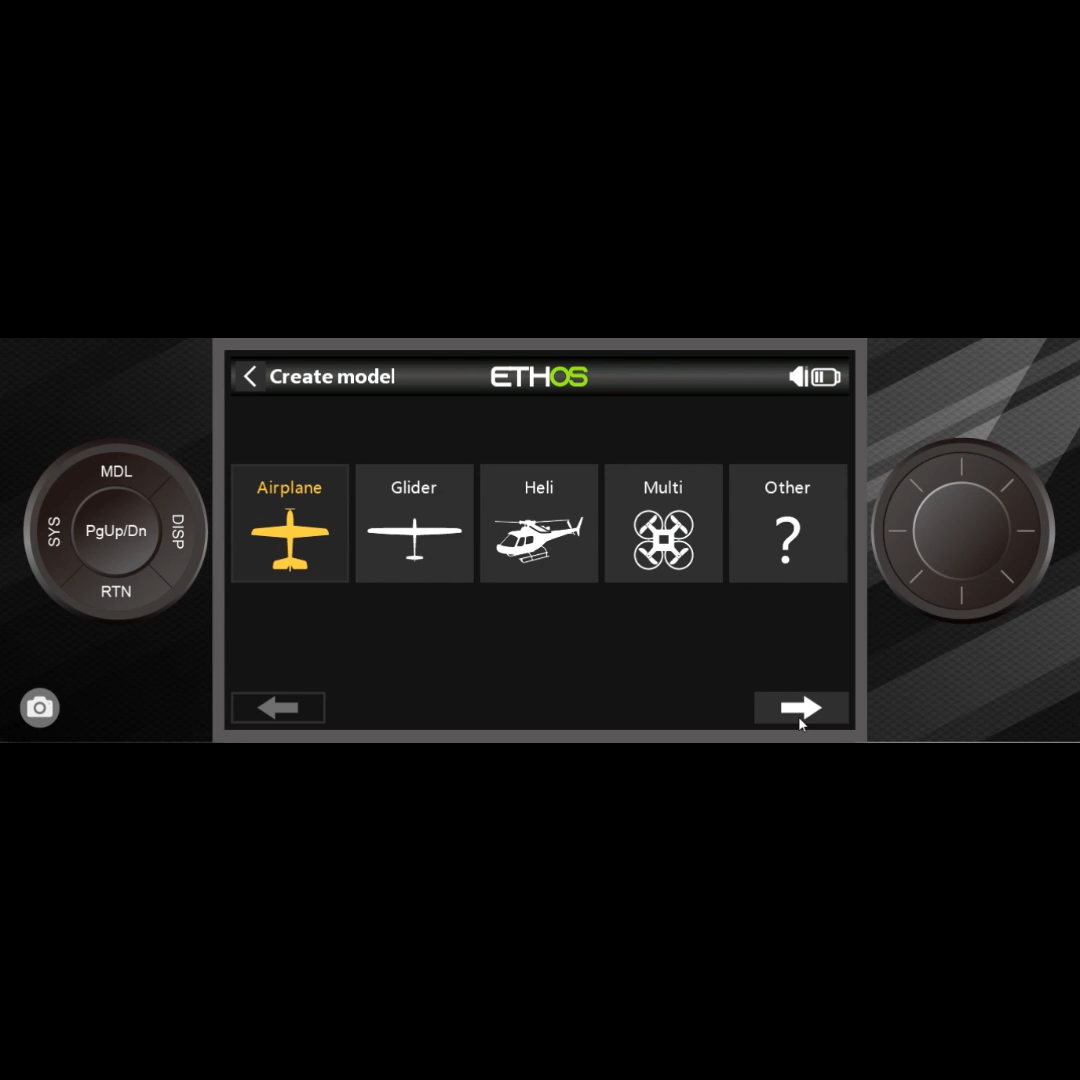 Create model
ETHOS
MDL
SYS
PgUp/Dn
DISP
RTN
Airplane
Glider
Heli
Multi
Other
?